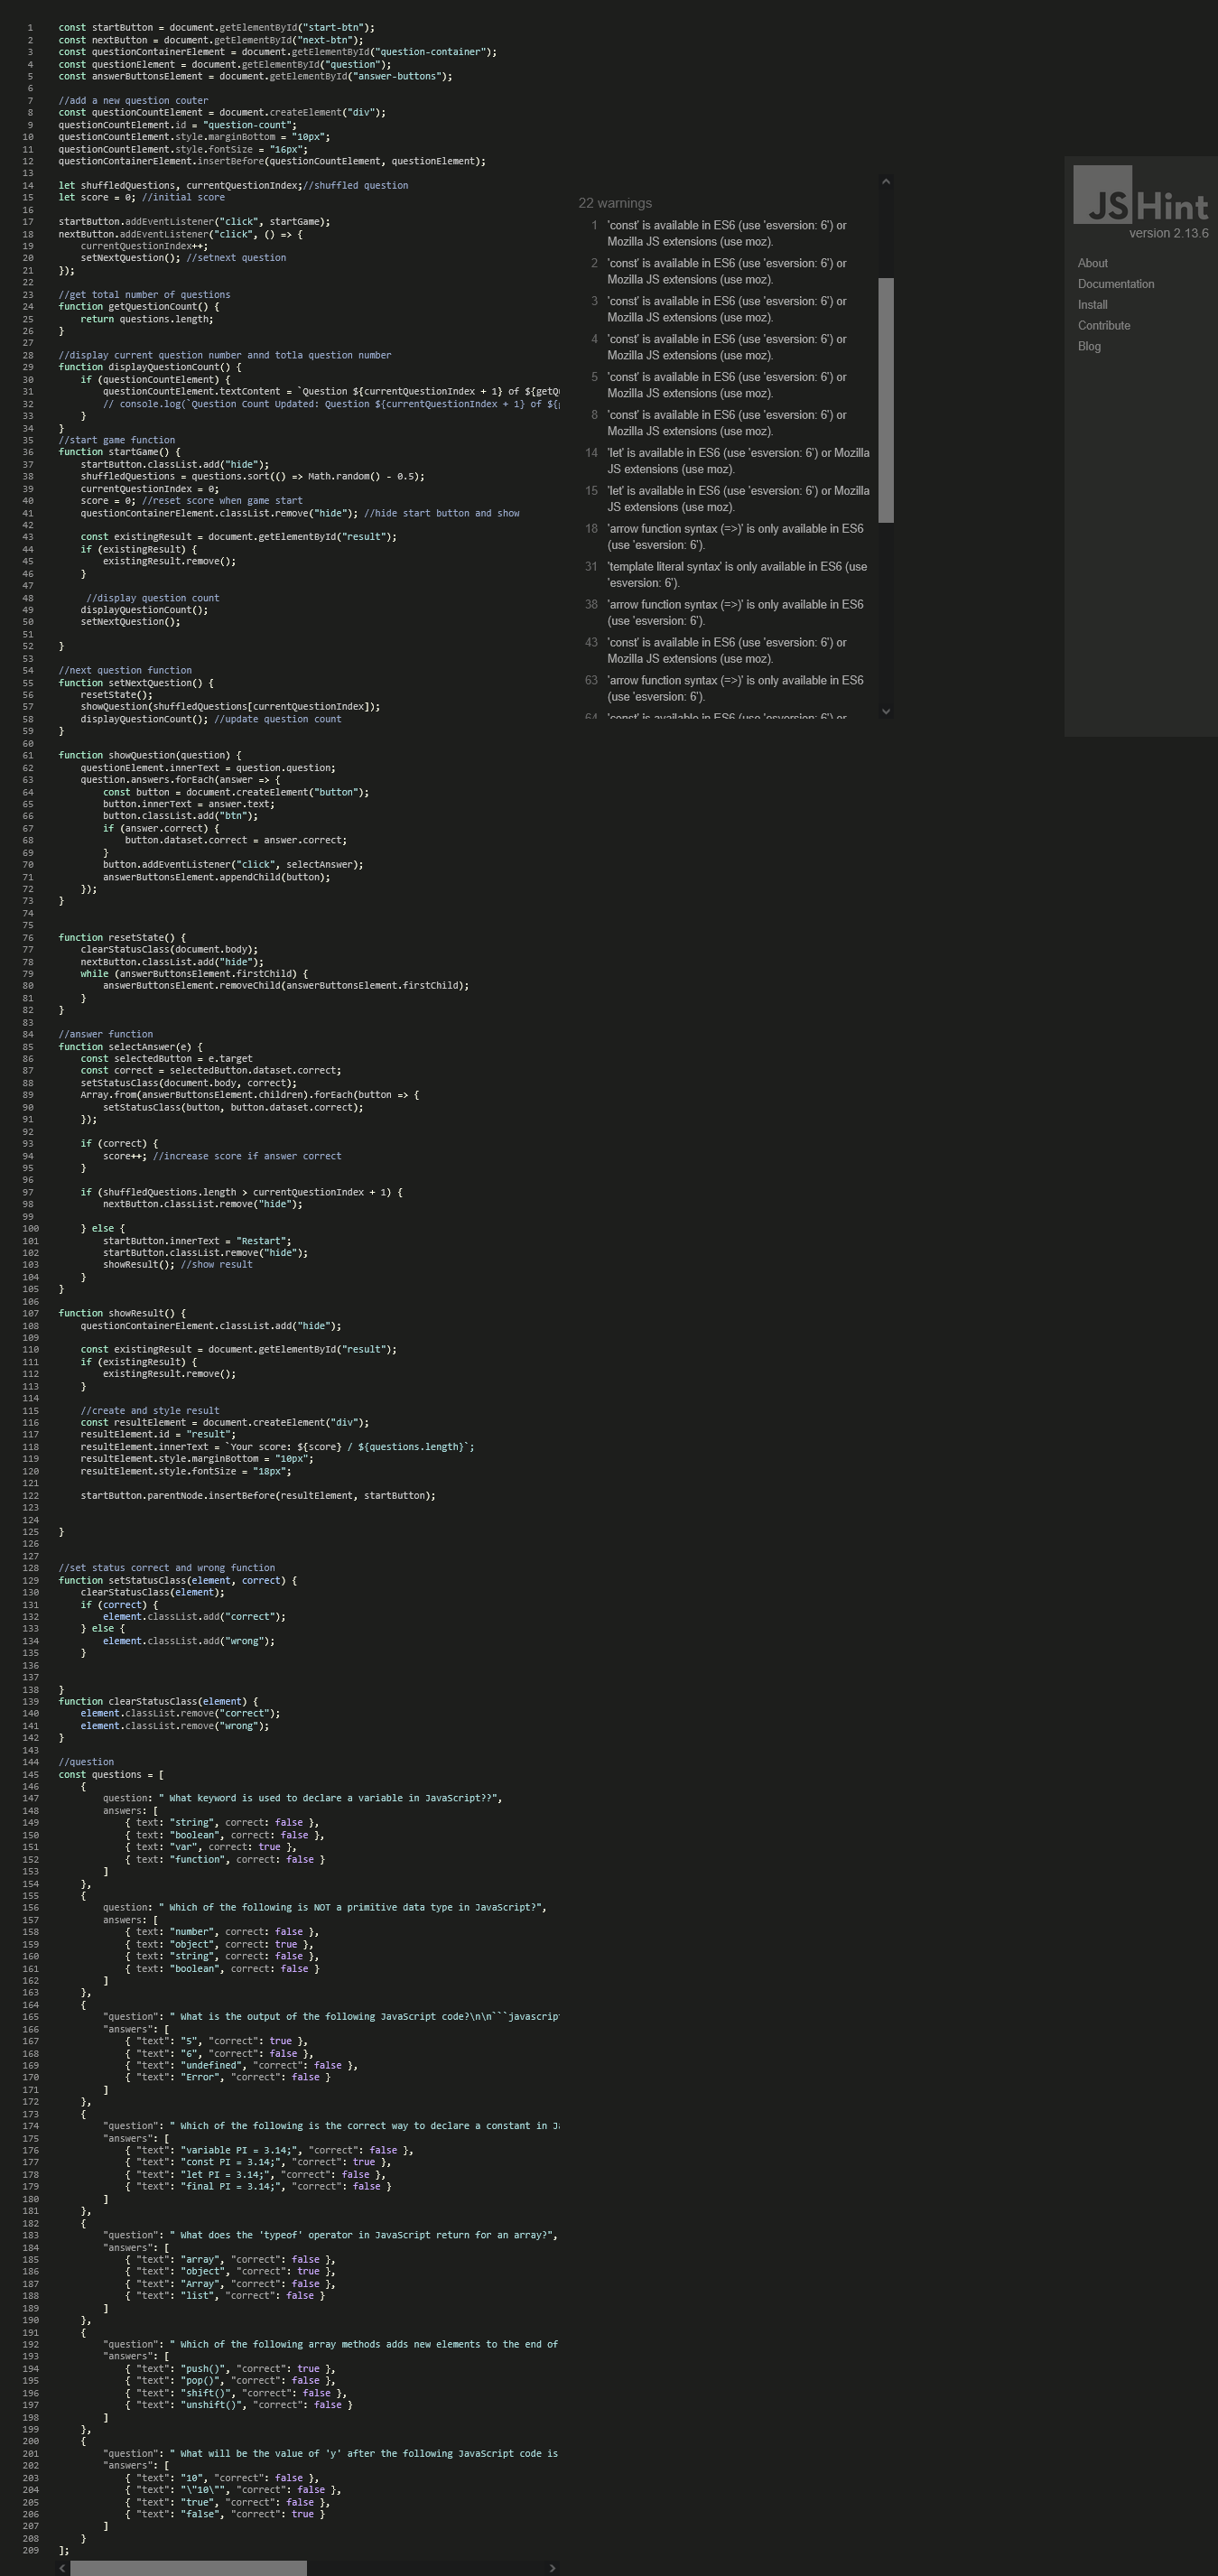 1 const startButton = document.getElementById("start-btn");
2 const nextButton = document.getElementById("next-btn");
3 const questionContainerElement = document.getElementById("question-container");
4 const questionElement = document.getElementById("question");
5 const answerButtonsElement = document.getElementById("answer-buttons");
6
7 //add a new question couter
8 const questionCountElement = document.createElement("div");
9 questionCountElement.id = "question-count";
10 questionCountElement.style.marginBottom = "10px";
11 questionCountElement.style.fontSize = "16px";
12 questionContainerElement.insertBefore(questionCountElement, questionElement);
13
14 let shuffledQuestions, currentQuestionIndex;//shuffled question
15 let score = 0; //initial score
16
17 startButton.addEventListener("click", startGame);
18 nextButton.addEventListener("click", () => {
19 currentQuestionIndex++;
20 setNextQuestion(); //setnext question
21 });
22
23 //get total number of questions
24 function getQuestionCount() {
25 return questions.length;
26 }
27
28 //display current question number annd totla question number
29 function displayQuestionCount() {
30 if (questionCountElement) {
31 questionCountElement.textContent = `Question ${currentQuestionIndex + 1} of ${getQu
32 // console.log(`Question Count Updated: Question ${currentQuestionIndex + 1} of ${g
33 }
34 }
35 //start game function
36 function startGame() {
37 startButton.classList.add("hide");
38 shuffledQuestions = questions.sort(() => Math.random() - 0.5);
39 currentQuestionIndex = 0;
40 score = 0; //reset score when game start
41 questionContainerElement.classList.remove("hide"); //hide start button and show
42
43 const existingResult = document.getElementById("result");
44 if (existingResult) {
45 existingResult.remove();
46 }
47
48 //display question count
49 displayQuestionCount();
50 setNextQuestion();
51
52 }
53
54 //next question function
55 function setNextQuestion() {
56 resetState();
57 showQuestion(shuffledQuestions[currentQuestionIndex]);
58 displayQuestionCount(); //update question count
59 }
60
61 function showQuestion(question) {
62 questionElement.innerText = question.question;
63 question.answers.forEach(answer => {
64 const button = document.createElement("button");
65 button.innerText = answer.text;
66 button.classList.add("btn");
67 if (answer.correct) {
68 button.dataset.correct = answer.correct;
69 }
70 button.addEventListener("click", selectAnswer);
71 answerButtonsElement.appendChild(button);
72 });
73 }
74
75
76 function resetState() {
77 clearStatusClass(document.body);
78 nextButton.classList.add("hide");
79 while (answerButtonsElement.firstChild) {
80 answerButtonsElement.removeChild(answerButtonsElement.firstChild);
81 }
82 }
83
84 //answer function
85 function selectAnswer(e) {
86 const selectedButton = e.target
87 const correct = selectedButton.dataset.correct;
88 setStatusClass(document.body, correct);
89 Array.from(answerButtonsElement.children).forEach(button => {
90 setStatusClass(button, button.dataset.correct);
91 });
92
93 if (correct) {
94 score++; //increase score if answer correct
95 }
96
97 if (shuffledQuestions.length > currentQuestionIndex + 1) {
98 nextButton.classList.remove("hide");
99
100 } else {
101 startButton.innerText = "Restart";
102 startButton.classList.remove("hide");
103 showResult(); //show result
104 }
105 }
106
107 function showResult() {
108 questionContainerElement.classList.add("hide");
109
110 const existingResult = document.getElementById("result");
111 if (existingResult) {
112 existingResult.remove();
113 }
114
115 //create and style result
116 const resultElement = document.createElement("div");
117 resultElement.id = "result";
118 resultElement.innerText = `Your score: ${score} / ${questions.length}`;
119 resultElement.style.marginBottom = "10px";
120 resultElement.style.fontSize = "18px";
121
122 startButton.parentNode.insertBefore(resultElement, startButton);
123
124
125 }
126
127
128 //set status correct and wrong function
129 function setStatusClass(element, correct) {
130 clearStatusClass(element);
131 if (correct) {
132 element.classList.add("correct");
133 } else {
134 element.classList.add("wrong");
135 }
136
137
138 }
139 function clearStatusClass(element) {
140 element.classList.remove("correct");
141 element.classList.remove("wrong");
142 }
143
144 //question
145 const questions = [
146 {
147 question: " What keyword is used to declare a variable in JavaScript??",
148 answers: [
149 { text: "string", correct: false },
150 { text: "boolean", correct: false },
151 { text: "var", correct: true },
152 { text: "function", correct: false }
153 ]
154 },
155 {
156 question: " Which of the following is NOT a primitive data type in JavaScript?",
157 answers: [
158 { text: "number", correct: false },
159 { text: "object", correct: true },
160 { text: "string", correct: false },
161 { text: "boolean", correct: false }
162 ]
163 },
164 {
165 "question": " What is the output of the following JavaScript code?\n\n```javascript
166 "answers": [
167 { "text": "5", "correct": true },
168 { "text": "6", "correct": false },
169 { "text": "undefined", "correct": false },
170 { "text": "Error", "correct": false }
171 ]
172 },
173 {
174 "question": " Which of the following is the correct way to declare a constant in Ja
175 "answers": [
176 { "text": "variable PI = 3.14;", "correct": false },
177 { "text": "const PI = 3.14;", "correct": true },
178 { "text": "let PI = 3.14;", "correct": false },
179 { "text": "final PI = 3.14;", "correct": false }
180 ]
181 },
182 {
183 "question": " What does the 'typeof' operator in JavaScript return for an array?",
184 "answers": [
185 { "text": "array", "correct": false },
186 { "text": "object", "correct": true },
187 { "text": "Array", "correct": false },
188 { "text": "list", "correct": false }
189 ]
190 },
191 {
192 "question": " Which of the following array methods adds new elements to the end of
193 "answers": [
194 { "text": "push()", "correct": true },
195 { "text": "pop()", "correct": false },
196 { "text": "shift()", "correct": false },
197 { "text": "unshift()", "correct": false }
198 ]
199 },
200 {
201 "question": " What will be the value of 'y' after the following JavaScript code is
202 "answers": [
203 { "text": "10", "correct": false },
204 { "text": "\"10\"", "correct": false },
205 { "text": "true", "correct": false },
206 { "text": "false", "correct": true }
207 ]
208 }
209 ];
22 warnings
1 'const' is available in ES6 (use 'esversion: 6') or
Mozilla JS extensions (use moz).
2 'const' is available in ES6 (use 'esversion: 6') or
Mozilla JS extensions (use moz).
3 'const' is available in ES6 (use 'esversion: 6') or
Mozilla JS extensions (use moz).
4 'const' is available in ES6 (use 'esversion: 6') or
Mozilla JS extensions (use moz).
5 'const' is available in ES6 (use 'esversion: 6') or
Mozilla JS extensions (use moz).
8 'const' is available in ES6 (use 'esversion: 6') or
Mozilla JS extensions (use moz).
14 'let' is available in ES6 (use 'esversion: 6') or Mozilla
JS extensions (use moz).
15 'let' is available in ES6 (use 'esversion: 6') or Mozilla
JS extensions (use moz).
18 'arrow function syntax (=>)' is only available in ES6
(use 'esversion: 6').
31 'template literal syntax' is only available in ES6 (use
'esversion: 6').
38 'arrow function syntax (=>)' is only available in ES6
(use 'esversion: 6').
43 'const' is available in ES6 (use 'esversion: 6') or
Mozilla JS extensions (use moz).
63 'arrow function syntax (=>)' is only available in ES6
(use 'esversion: 6').
64 'const' is available in ES6 (use 'esversion: 6') or
JSHint
version 2.13.6
About
Documentation
Install
Contribute
Blog